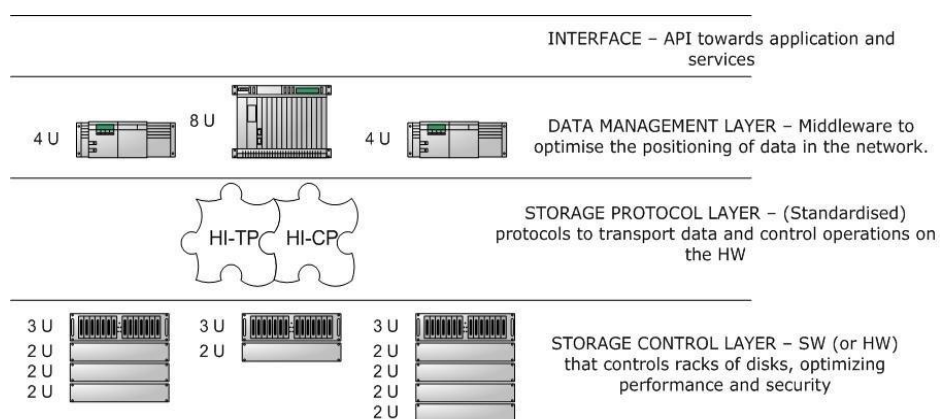 INTERFACE – API towards application and
services
8 U
4 U
4 U
DATA MANAGEMENT LAYER – Middleware to
optimise the positioning of data in the network.
HI-TP
HI-CP
STORAGE PROTOCOL LAYER – (Standardised)
protocols to transport data and control operations on
the HW
3 U
2 U
2 U
2 U
3 U
2 U
3 U
2 U
2 U
2 U
2 U
STORAGE CONTROL LAYER – SW (or HW)
that controls racks of disks, optimizing
performance and security